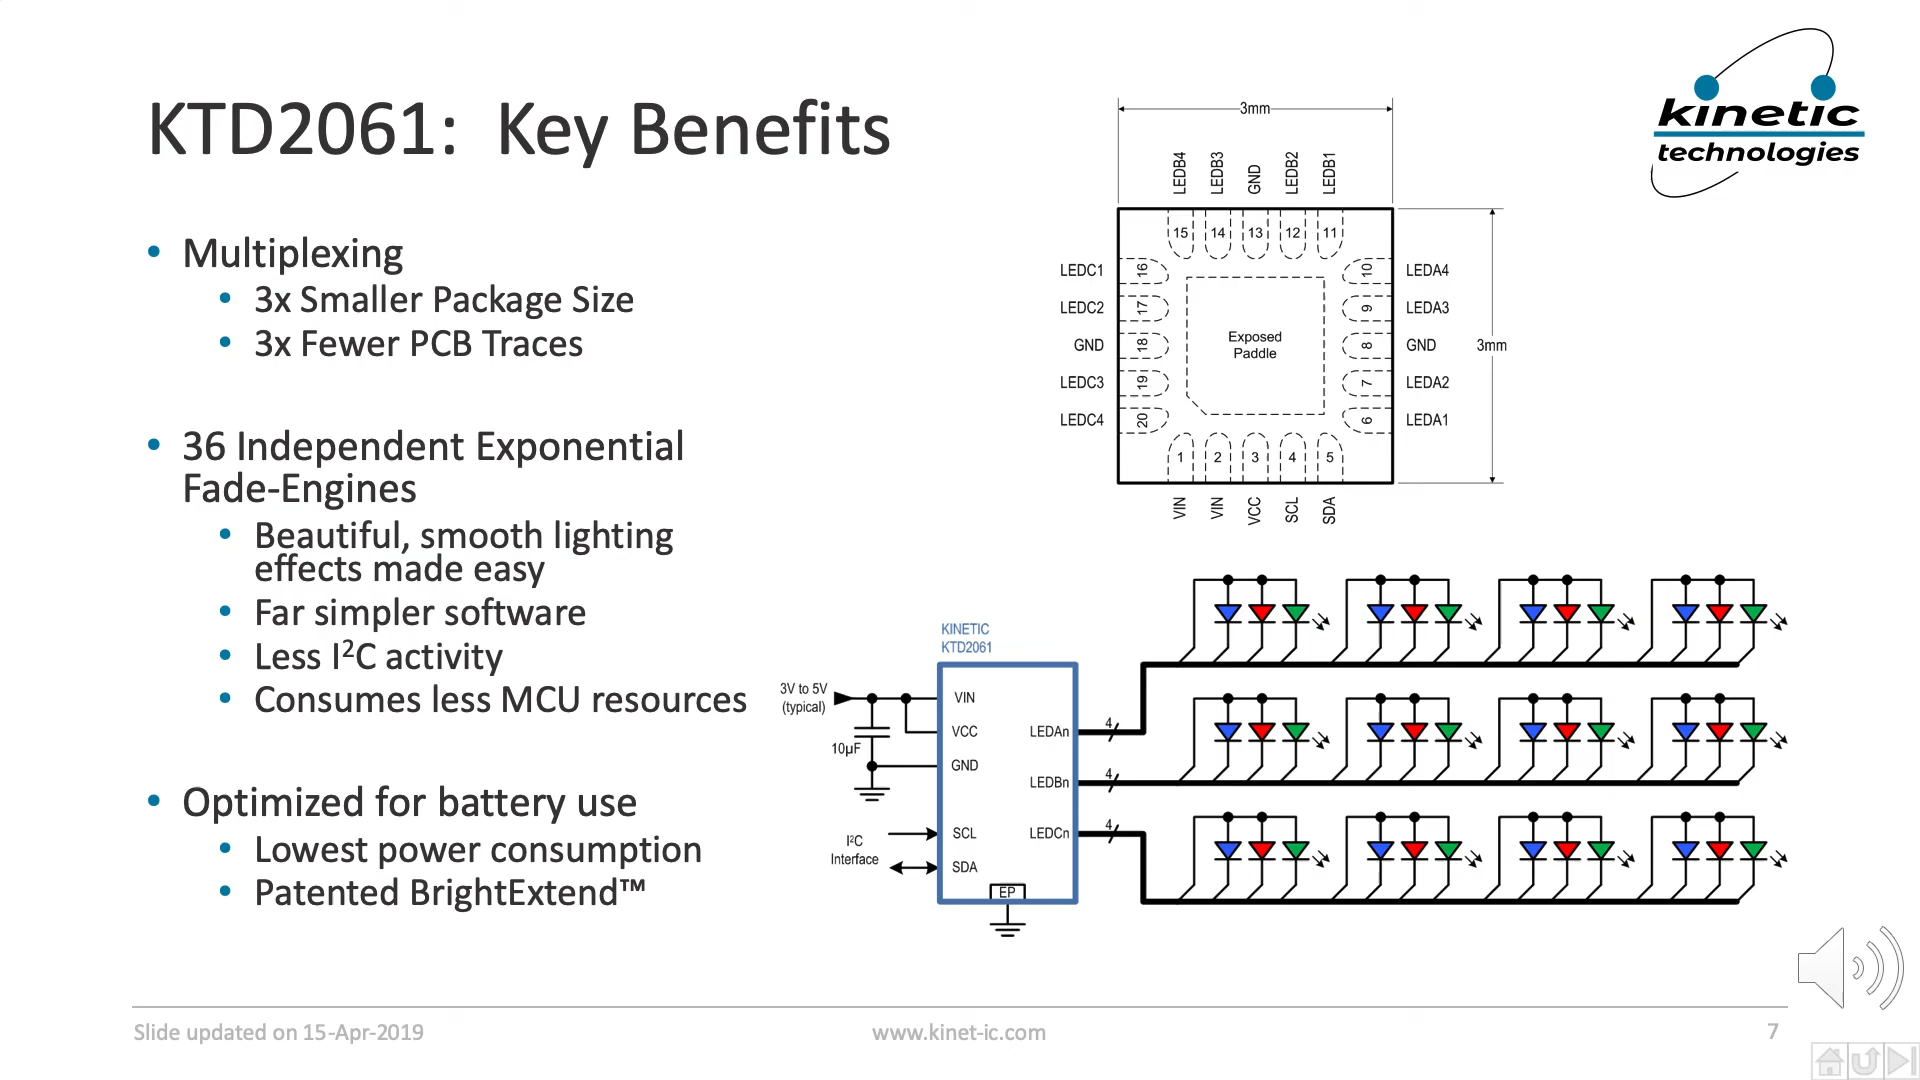 KTD2061:  Key Benefits
kinetic
technologies
• Multiplexing
• 3x Smaller Package Size
• 3x Fewer PCB Traces
• 36 Independent Exponential
Fade-Engines
• Beautiful, smooth lighting
effects made easy
• Far simpler software
• Less I²C activity
• Consumes less MCU resources
• Optimized for battery use
• Lowest power consumption
• Patented BrightExtend™
3mm
LEDB4 LEDB3 GND LEDB2 LEDB1
15 14 13 12 11
LEDC1 16 10 LEDA4
LEDC2 17 9 LEDA3
GND 18 8 GND
LEDC3 19 7 LEDA2
LEDC4 20 6 LEDA1
Exposed
Paddle
3mm
1 2 3 4 5
VIN VIN VCC SCL SDA
KINETIC
KTD2061
3V to 5V
(typical)
10µF
VIN
VCC
GND
I²C
Interface
SCL
SDA
EP
LEDAn 4
LEDBn 4
LEDCn 4
Slide updated on 15-Apr-2019
www.kinet-ic.com
7